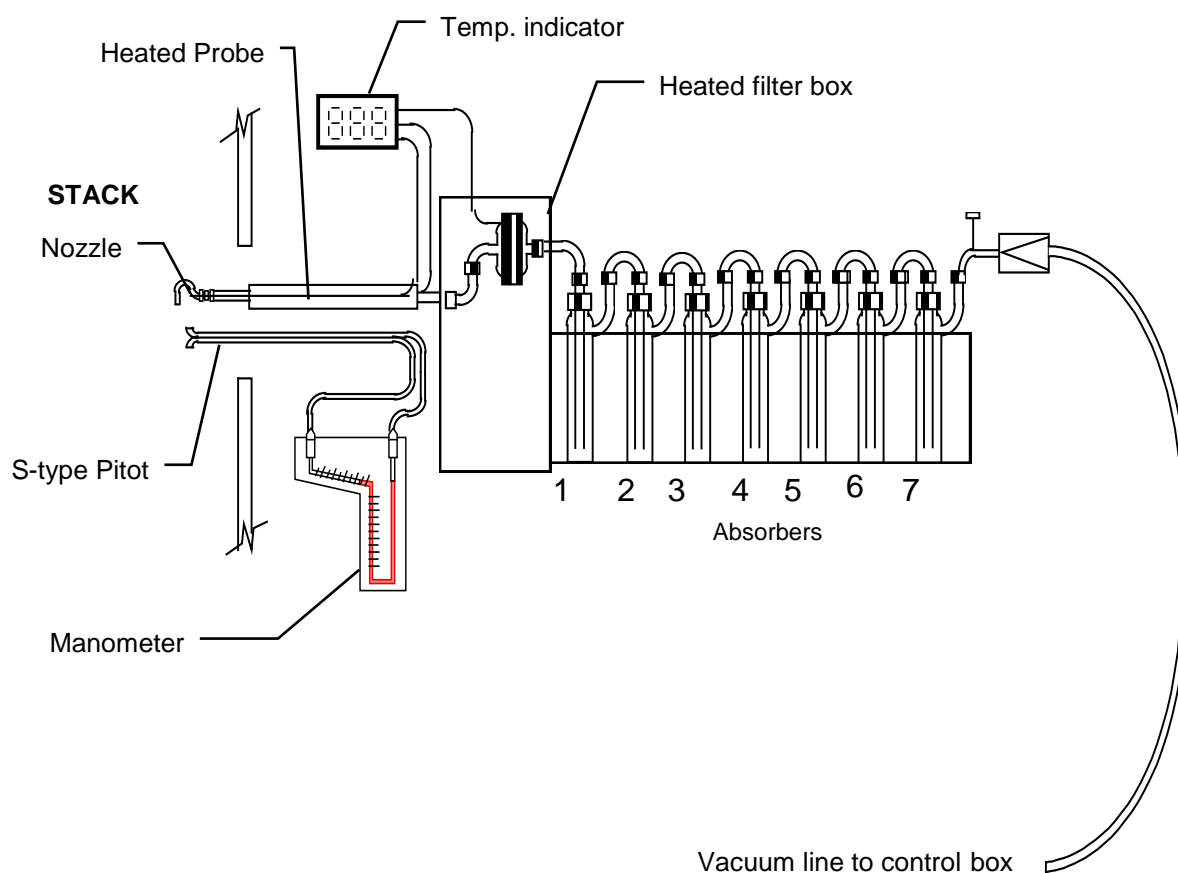 Temp. indicator
Heated Probe
Heated filter box
STACK
Nozzle
S-type Pitot
1 2 3 4 5 6 7
Absorbers
Manometer
Vacuum line to control box